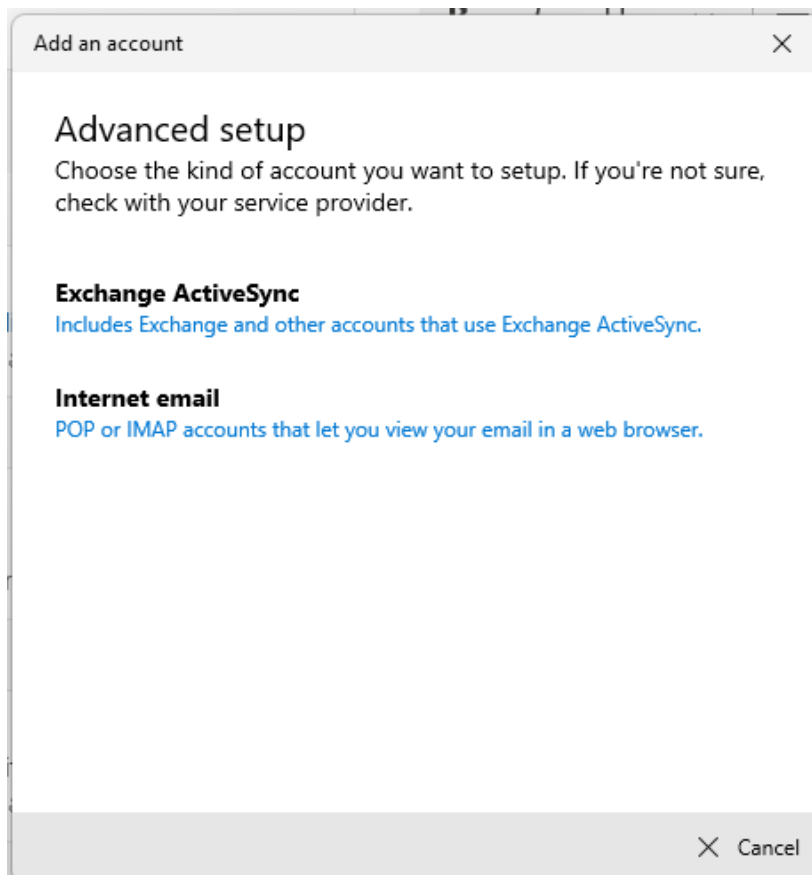 Add an account
Advanced setup
Choose the kind of account you want to setup. If you're not sure,
check with your service provider.
Exchange ActiveSync
Includes Exchange and other accounts that use Exchange ActiveSync.
Internet email
POP or IMAP accounts that let you view your email in a web browser.
Cancel